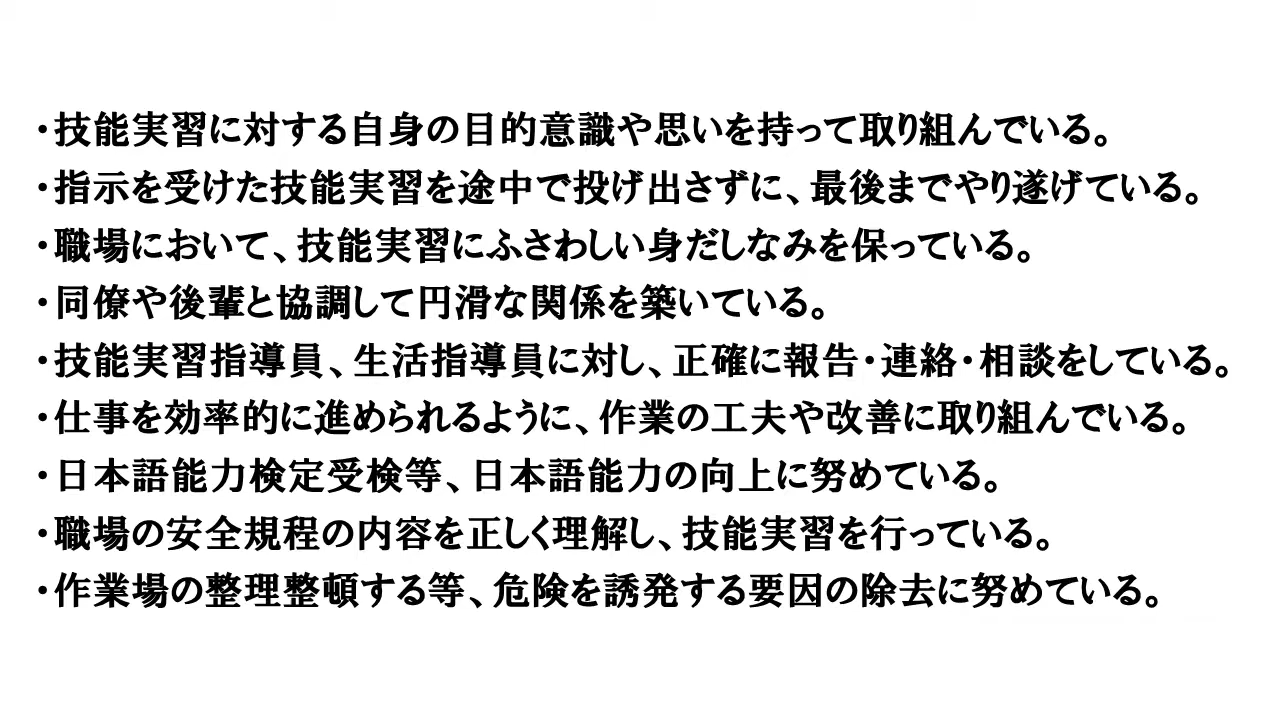 ・技能実習に対する自身の目的意識や思いを持って取り組んでいる。
・指示を受けた技能実習を途中で投げ出さずに、最後までやり遂げている。
・職場において、技能実習にふさわしい身だしなみを保っている。
・同僚や後輩と協調して円滑な関係を築いている。
・技能実習指導員、生活指導員に対し、正確に報告・連絡・相談をしている。
・仕事を効率的に進められるように、作業の工夫や改善に取り組んでいる。
・日本語能力検定受検等、日本語能力の向上に努めている。
・職場の安全規程の内容を正しく理解し、技能実習を行っている。
・作業場の整理整頓する等、危険を誘発する要因の除去に努めている。